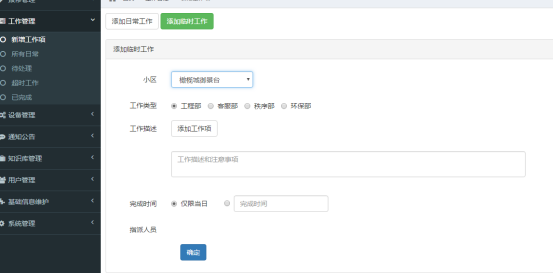 工作管理
新增工作项
所有日常
待处理
超时工作
已完成
设备管理
通知公告
知识库管理
用户管理
基础信息维护
系统管理
添加日常工作 添加临时工作
添加临时工作
小区 橄榄城观景台
工作类型 工程部 客服部 秩序部 环保部
工作描述 添加工作项
工作描述和注意事项
完成时间 仅限当日 完成时间
指派人员
确定